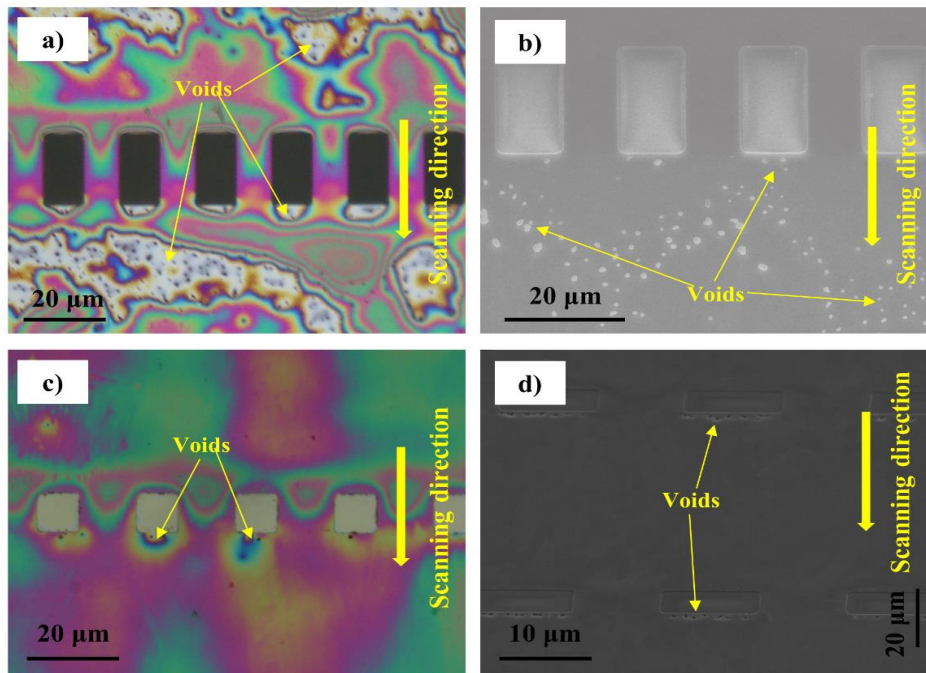 a)
Voids
Scanning direction
20 μm
b)
Voids
Scanning direction
20 μm
c)
Voids
Scanning direction
20 μm
d)
Voids
Scanning direction
10 μm
20 μm